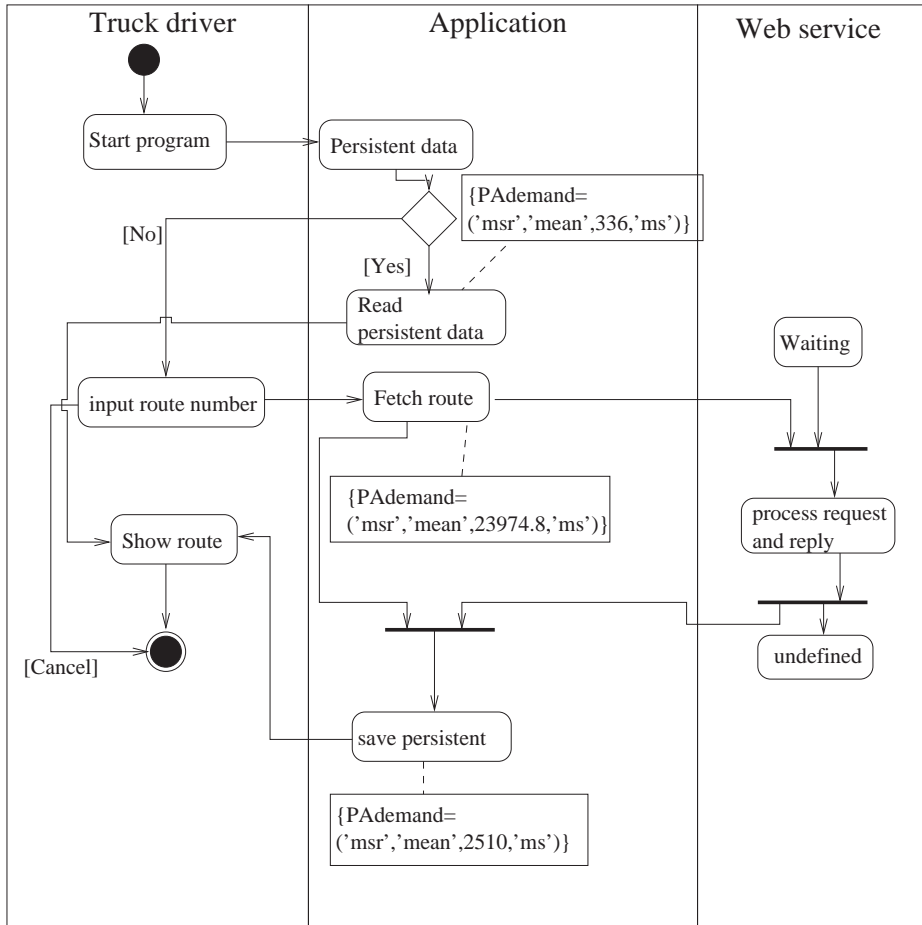 Truck driver
Application
Web service
Start program
Persistent data
{PAdemand=
(’msr’,’mean’,336,’ms’)}
[No]
[Yes]
Read
persistent data
Waiting
input route number
Fetch route
{PAdemand=
(’msr’,’mean’,23974.8,’ms’)}
process request
and reply
Show route
[Cancel]
undefined
save persistent
{PAdemand=
(’msr’,’mean’,2510,’ms’)}